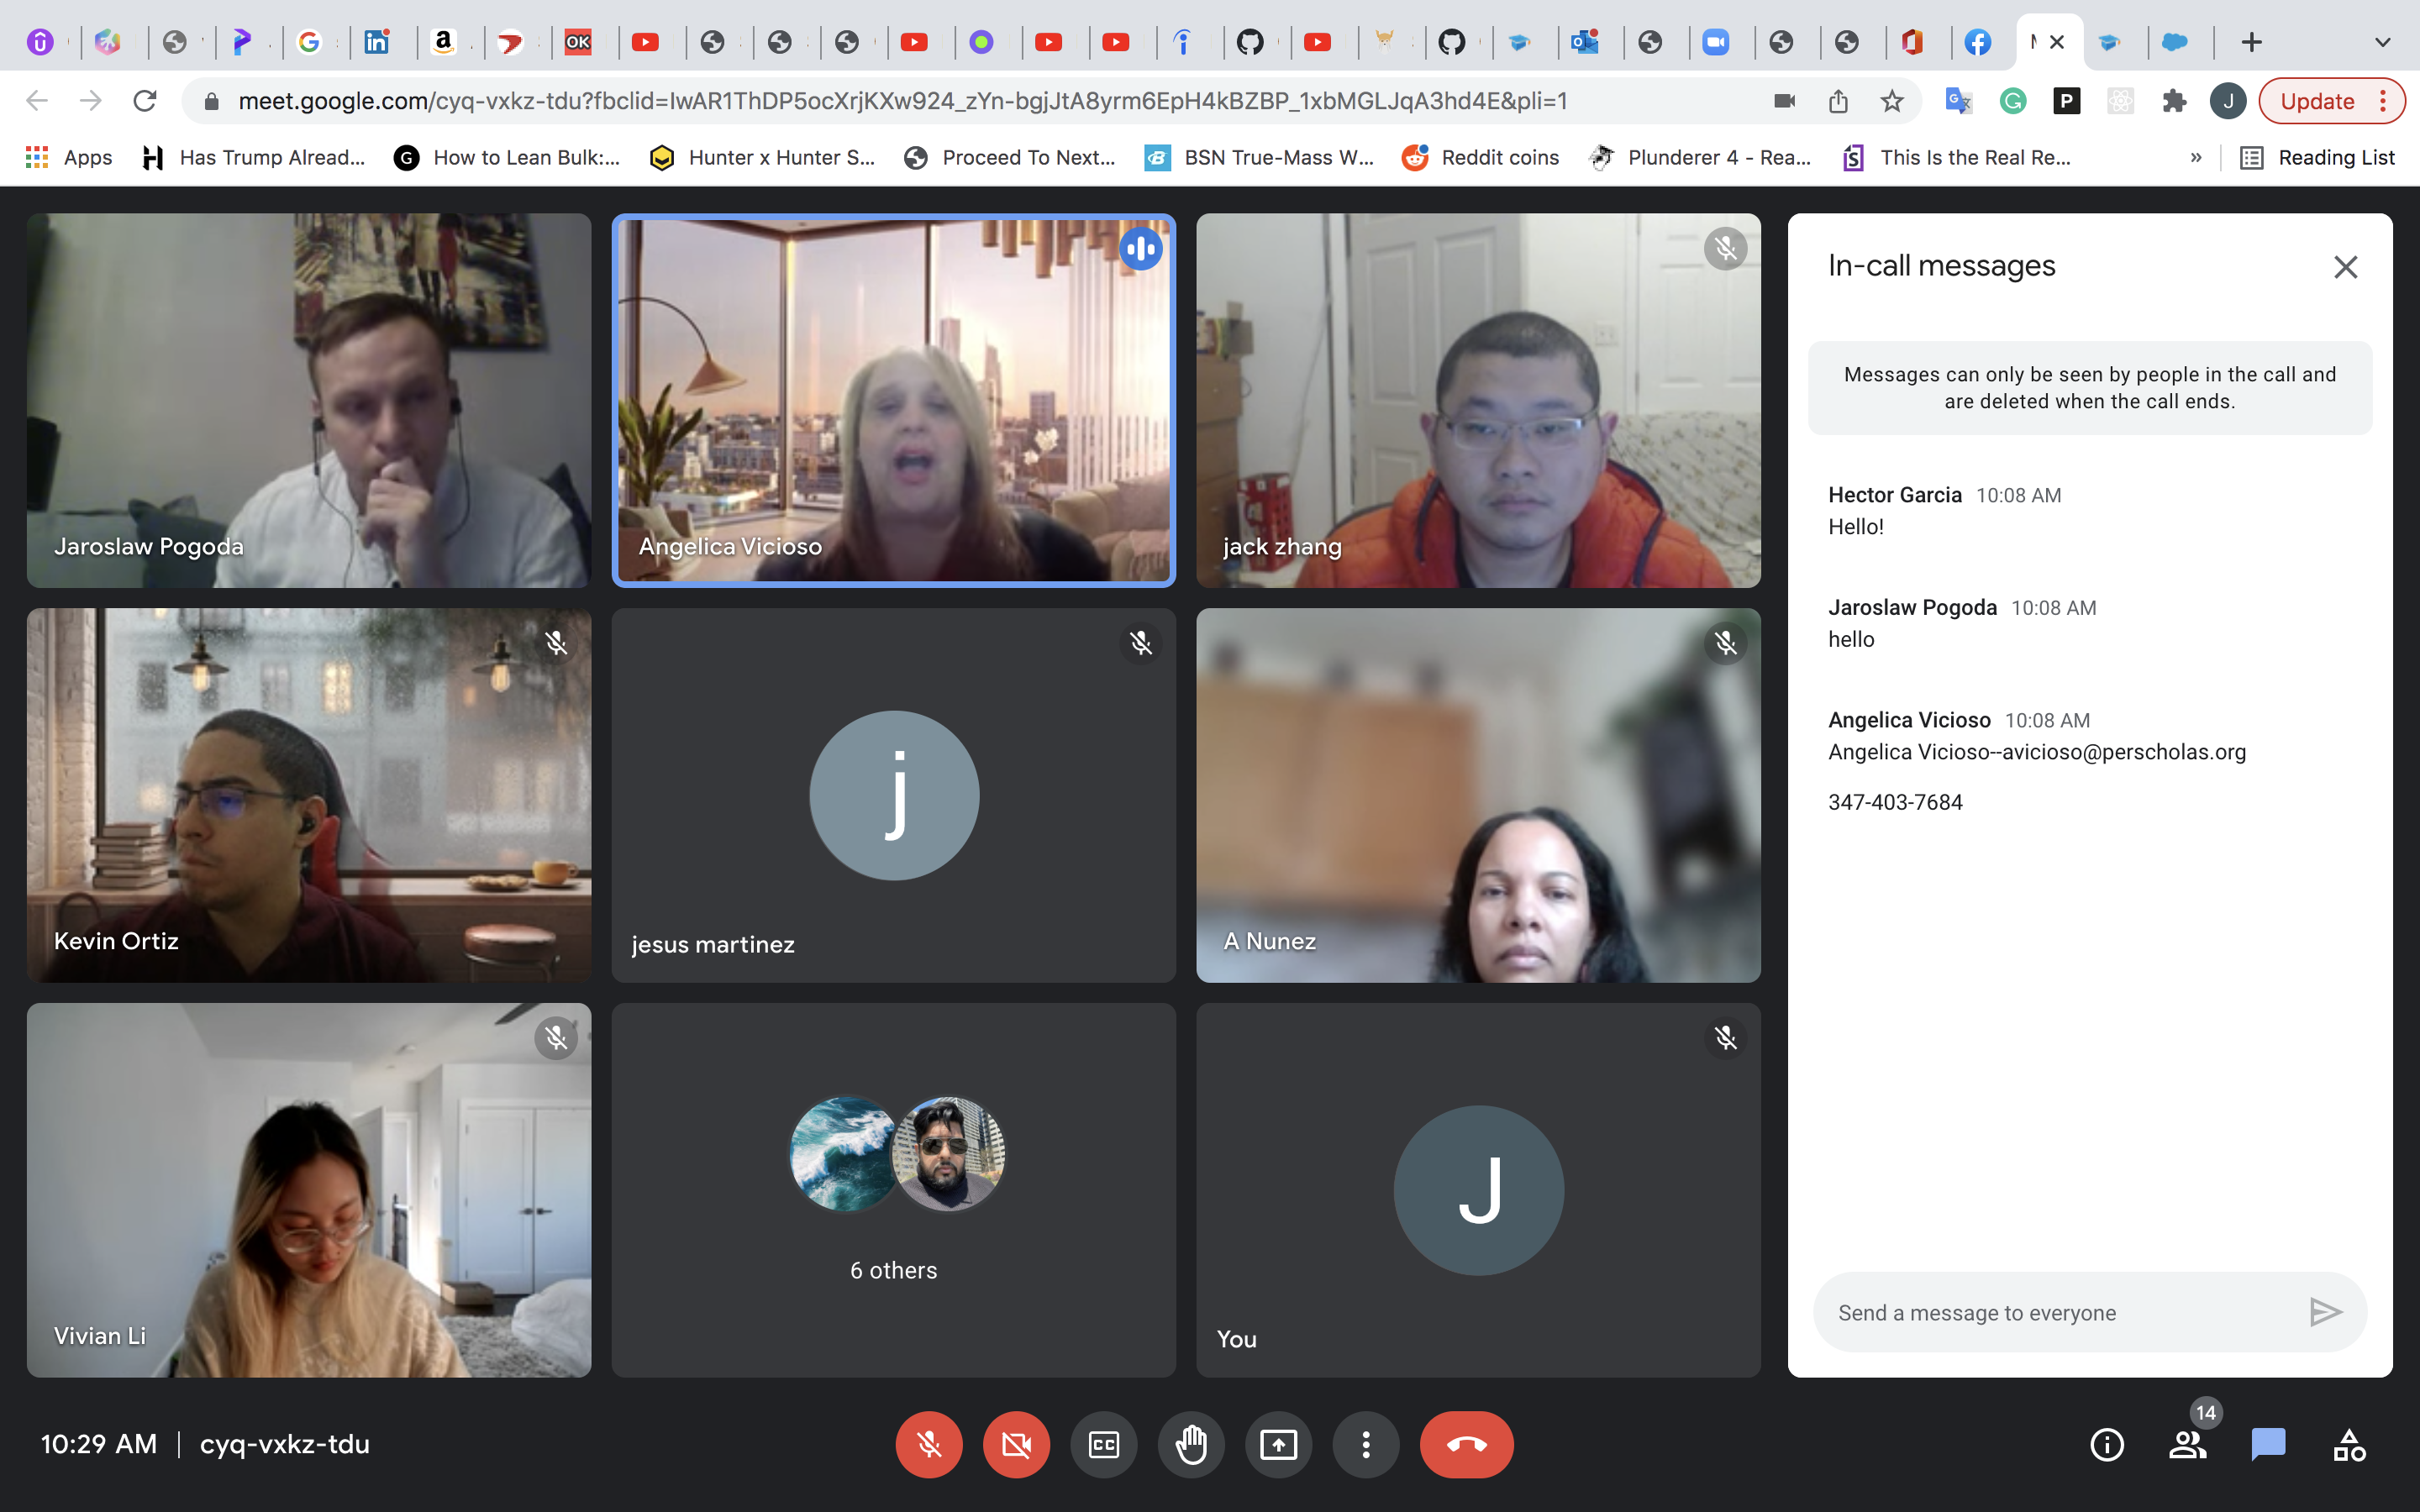 OK
meet.google.com/cyq-vxkz-tdu?fbclid=IwAR1ThDP5ocXrjKXw924_zYn-bgjJtA8yrm6EpH4kBZBP_1xbMGLJqA3hd4E&pli=1
P
J
Update
Apps
Has Trump Alread...
How to Lean Bulk:...
Hunter x Hunter S...
Proceed To Next...
BSN True-Mass W...
Reddit coins
Plunderer 4 - Rea...
This Is the Real Re...
»
Reading List
Jaroslaw Pogoda
Angelica Vicioso
jack zhang
Kevin Ortiz
j
jesus martinez
A Nunez
Vivian Li
6 others
J
You
In-call messages
Messages can only be seen by people in the call and
are deleted when the call ends.
Hector Garcia 10:08 AM
Hello!
Jaroslaw Pogoda 10:08 AM
hello
Angelica Vicioso 10:08 AM
Angelica Vicioso--avicioso@perscholas.org
347-403-7684
Send a message to everyone
10:29 AM | cyq-vxkz-tdu
CC
14